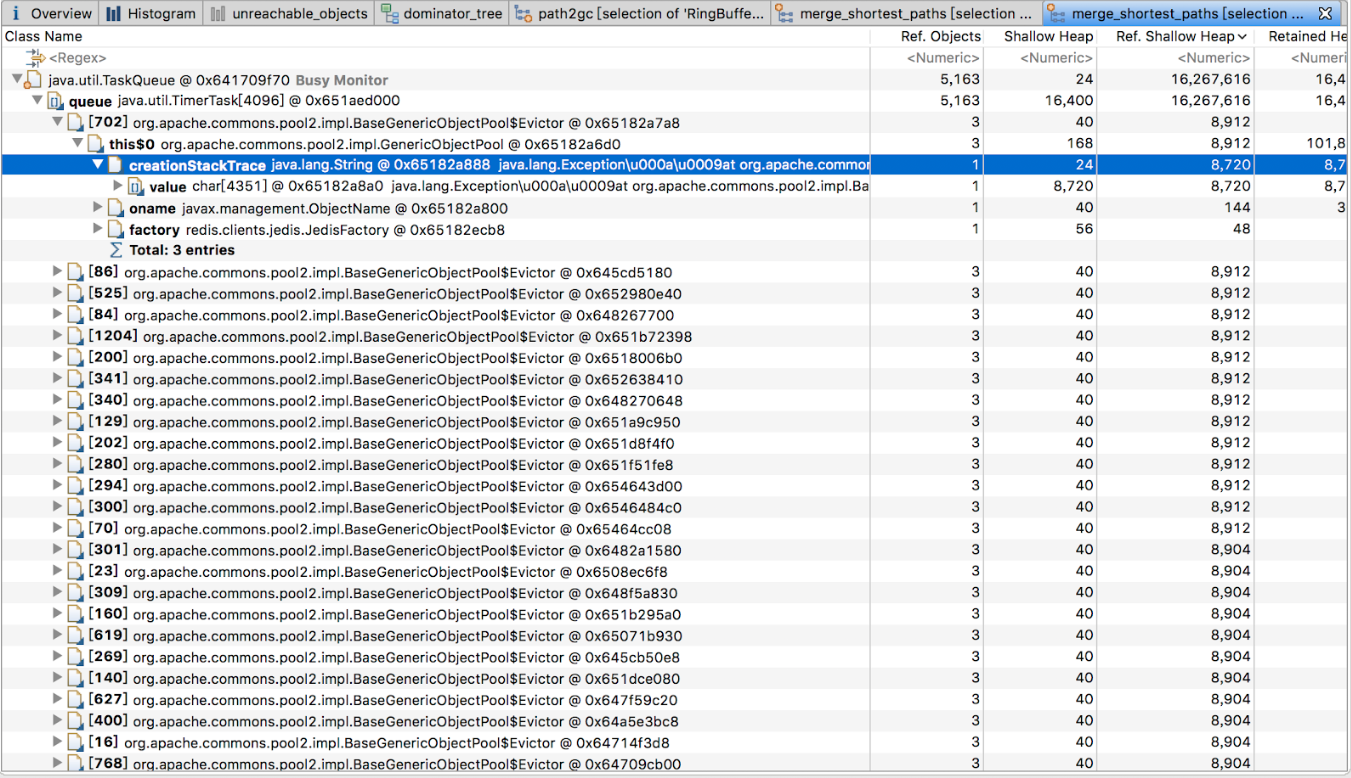 i Overview Histogram unreachable_objects dominator_tree path2gc [selection of 'RingBuffe... merge_shortest_paths [selection ... merge_shortest_paths [selection ...
Class Name Ref. Objects Shallow Heap Ref. Shallow Heap Retained He
<Regex> <Numeric> <Numeric> <Numeric> <Numeri
java.util.TaskQueue @ 0x641709f70 Busy Monitor 5,163 24 16,267,616 16,4
queue java.util.TimerTask[4096] @ 0x651aed000 5,163 16,400 16,267,616 16,4
[702] org.apache.commons.pool2.impl.BaseGenericObjectPool$Evictor @ 0x65182a7a8 3 40 8,912
this$0 org.apache.commons.pool2.impl.GenericObjectPool @ 0x65182a6d0 3 168 8,912 101,8
creationStackTrace java.lang.String @ 0x65182a888 java.lang.Exception\u000a\u0009at org.apache.commor 1 24 8,720 8,7
value char[4351] @ 0x65182a8a0 java.lang.Exception\u000a\u0009at org.apache.commons.pool2.impl.Ba 1 8,720 8,720 8,7
oname javax.management.ObjectName @ 0x65182a800 1 40 144 3
factory redis.clients.jedis.JedisFactory @ 0x65182ecb8 1 56 48
Σ Total: 3 entries
[86] org.apache.commons.pool2.impl.BaseGenericObjectPool$Evictor @ 0x645cd5180 3 40 8,912
[525] org.apache.commons.pool2.impl.BaseGenericObjectPool$Evictor @ 0x652980e40 3 40 8,912
[84] org.apache.commons.pool2.impl.BaseGenericObjectPool$Evictor @ 0x648267700 3 40 8,912
[1204] org.apache.commons.pool2.impl.BaseGenericObjectPool$Evictor @ 0x651b72398 3 40 8,912
[200] org.apache.commons.pool2.impl.BaseGenericObjectPool$Evictor @ 0x6518006b0 3 40 8,912
[341] org.apache.commons.pool2.impl.BaseGenericObjectPool$Evictor @ 0x652638410 3 40 8,912
[340] org.apache.commons.pool2.impl.BaseGenericObjectPool$Evictor @ 0x648270648 3 40 8,912
[129] org.apache.commons.pool2.impl.BaseGenericObjectPool$Evictor @ 0x651a9c950 3 40 8,912
[202] org.apache.commons.pool2.impl.BaseGenericObjectPool$Evictor @ 0x651d8f4f0 3 40 8,912
[280] org.apache.commons.pool2.impl.BaseGenericObjectPool$Evictor @ 0x651f51fe8 3 40 8,912
[294] org.apache.commons.pool2.impl.BaseGenericObjectPool$Evictor @ 0x654643d00 3 40 8,912
[300] org.apache.commons.pool2.impl.BaseGenericObjectPool$Evictor @ 0x6546484c0 3 40 8,912
[70] org.apache.commons.pool2.impl.BaseGenericObjectPool$Evictor @ 0x65464cc08 3 40 8,912
[301] org.apache.commons.pool2.impl.BaseGenericObjectPool$Evictor @ 0x6482a1580 3 40 8,904
[23] org.apache.commons.pool2.impl.BaseGenericObjectPool$Evictor @ 0x6508ec6f8 3 40 8,904
[309] org.apache.commons.pool2.impl.BaseGenericObjectPool$Evictor @ 0x648f5a830 3 40 8,904
[160] org.apache.commons.pool2.impl.BaseGenericObjectPool$Evictor @ 0x651b295a0 3 40 8,904
[619] org.apache.commons.pool2.impl.BaseGenericObjectPool$Evictor @ 0x65071b930 3 40 8,904
[269] org.apache.commons.pool2.impl.BaseGenericObjectPool$Evictor @ 0x645cb50e8 3 40 8,904
[140] org.apache.commons.pool2.impl.BaseGenericObjectPool$Evictor @ 0x651dce080 3 40 8,904
[627] org.apache.commons.pool2.impl.BaseGenericObjectPool$Evictor @ 0x647f59c20 3 40 8,904
[400] org.apache.commons.pool2.impl.BaseGenericObjectPool$Evictor @ 0x64a5e3bc8 3 40 8,904
[16] org.apache.commons.pool2.impl.BaseGenericObjectPool$Evictor @ 0x64714f3d8 3 40 8,904
[768] org.apache.commons.pool2.impl.BaseGenericObjectPool$Evictor @ 0x64709cb00 3 40 8,904